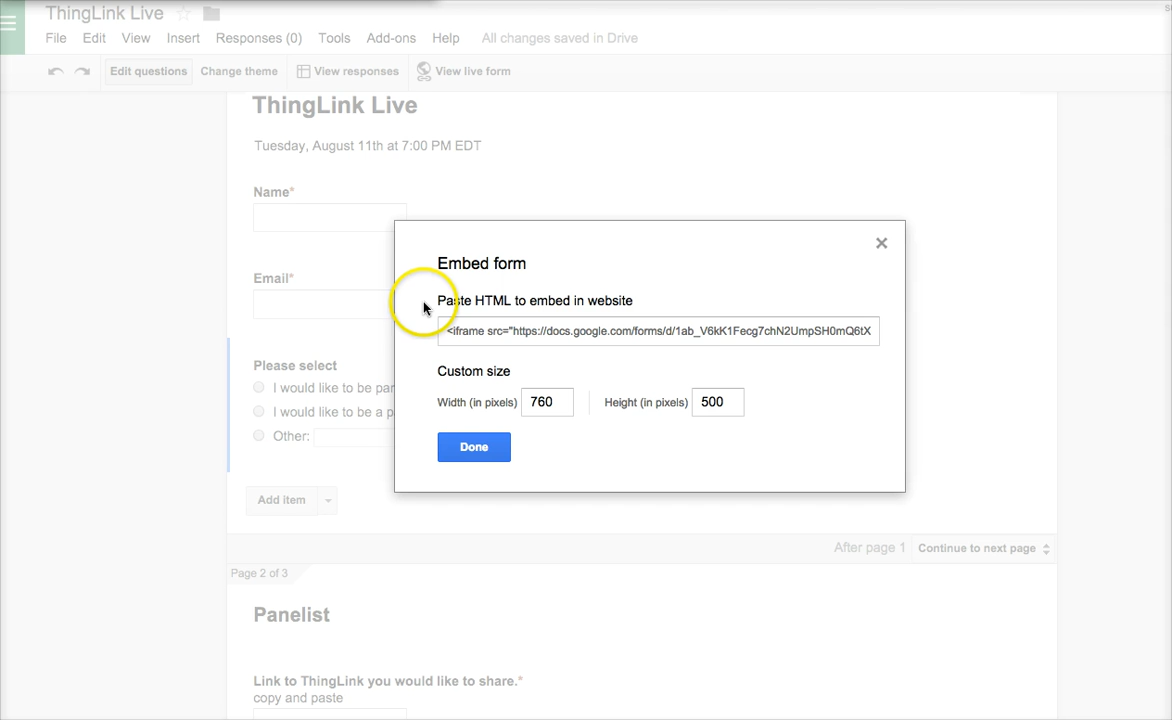 ThingLink Live
File Edit View Insert Responses (0) Tools Add-ons Help All changes saved in Drive
Edit questions Change theme View responses View live form
ThingLink Live
Tuesday, August 11th at 7:00 PM EDT
Name*
Email*
Embed form
Paste HTML to embed in website
<iframe src="https://docs.google.com/forms/d/1ab_V6kK1Fecg7chN2UmpSH0mQ6tX
Please select
Custom size
I would like to be
Width (in pixels) 760 Height (in pixels) 500
I would like to be a
Other:
Done
Add item
After page 1 Continue to next page
Page 2 of 3
Panelist
Link to ThingLink you would like to share.*
copy and paste